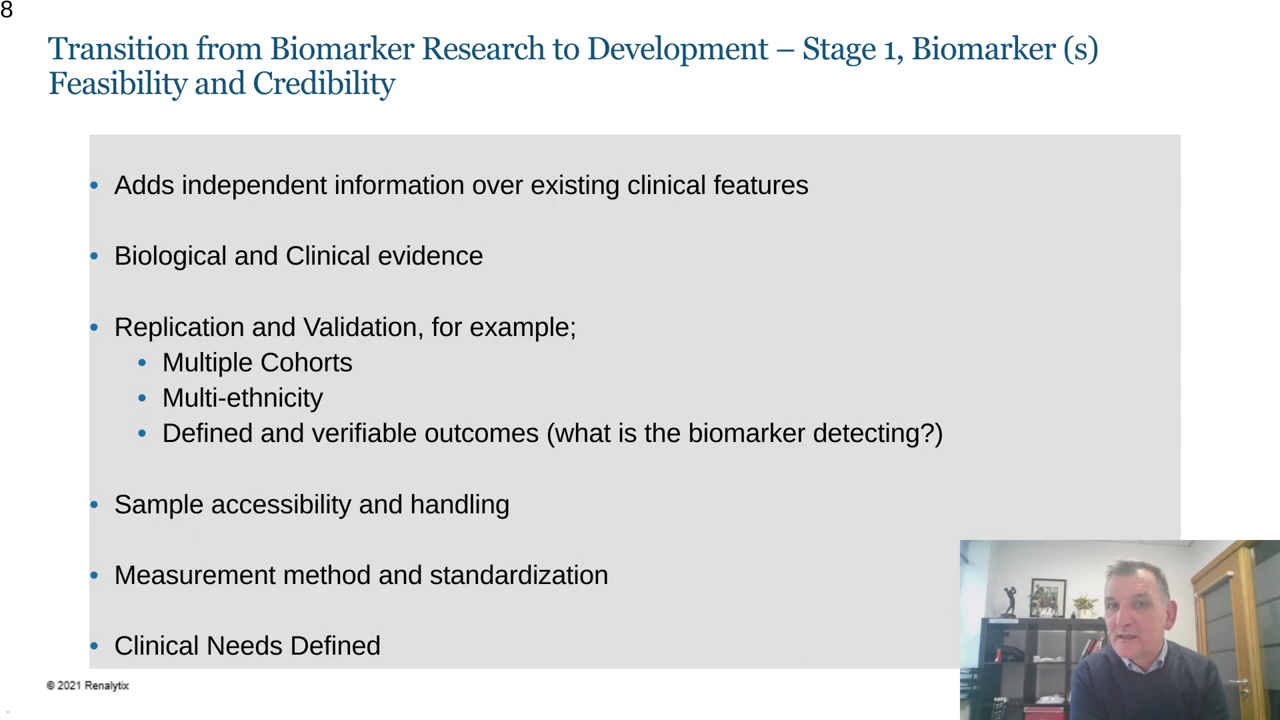 8
Transition from Biomarker Research to Development – Stage 1, Biomarker (s)
Feasibility and Credibility
• Adds independent information over existing clinical features
• Biological and Clinical evidence
• Replication and Validation, for example;
• Multiple Cohorts
• Multi-ethnicity
• Defined and verifiable outcomes (what is the biomarker detecting?)
• Sample accessibility and handling
• Measurement method and standardization
• Clinical Needs Defined
© 2021 Renalytix